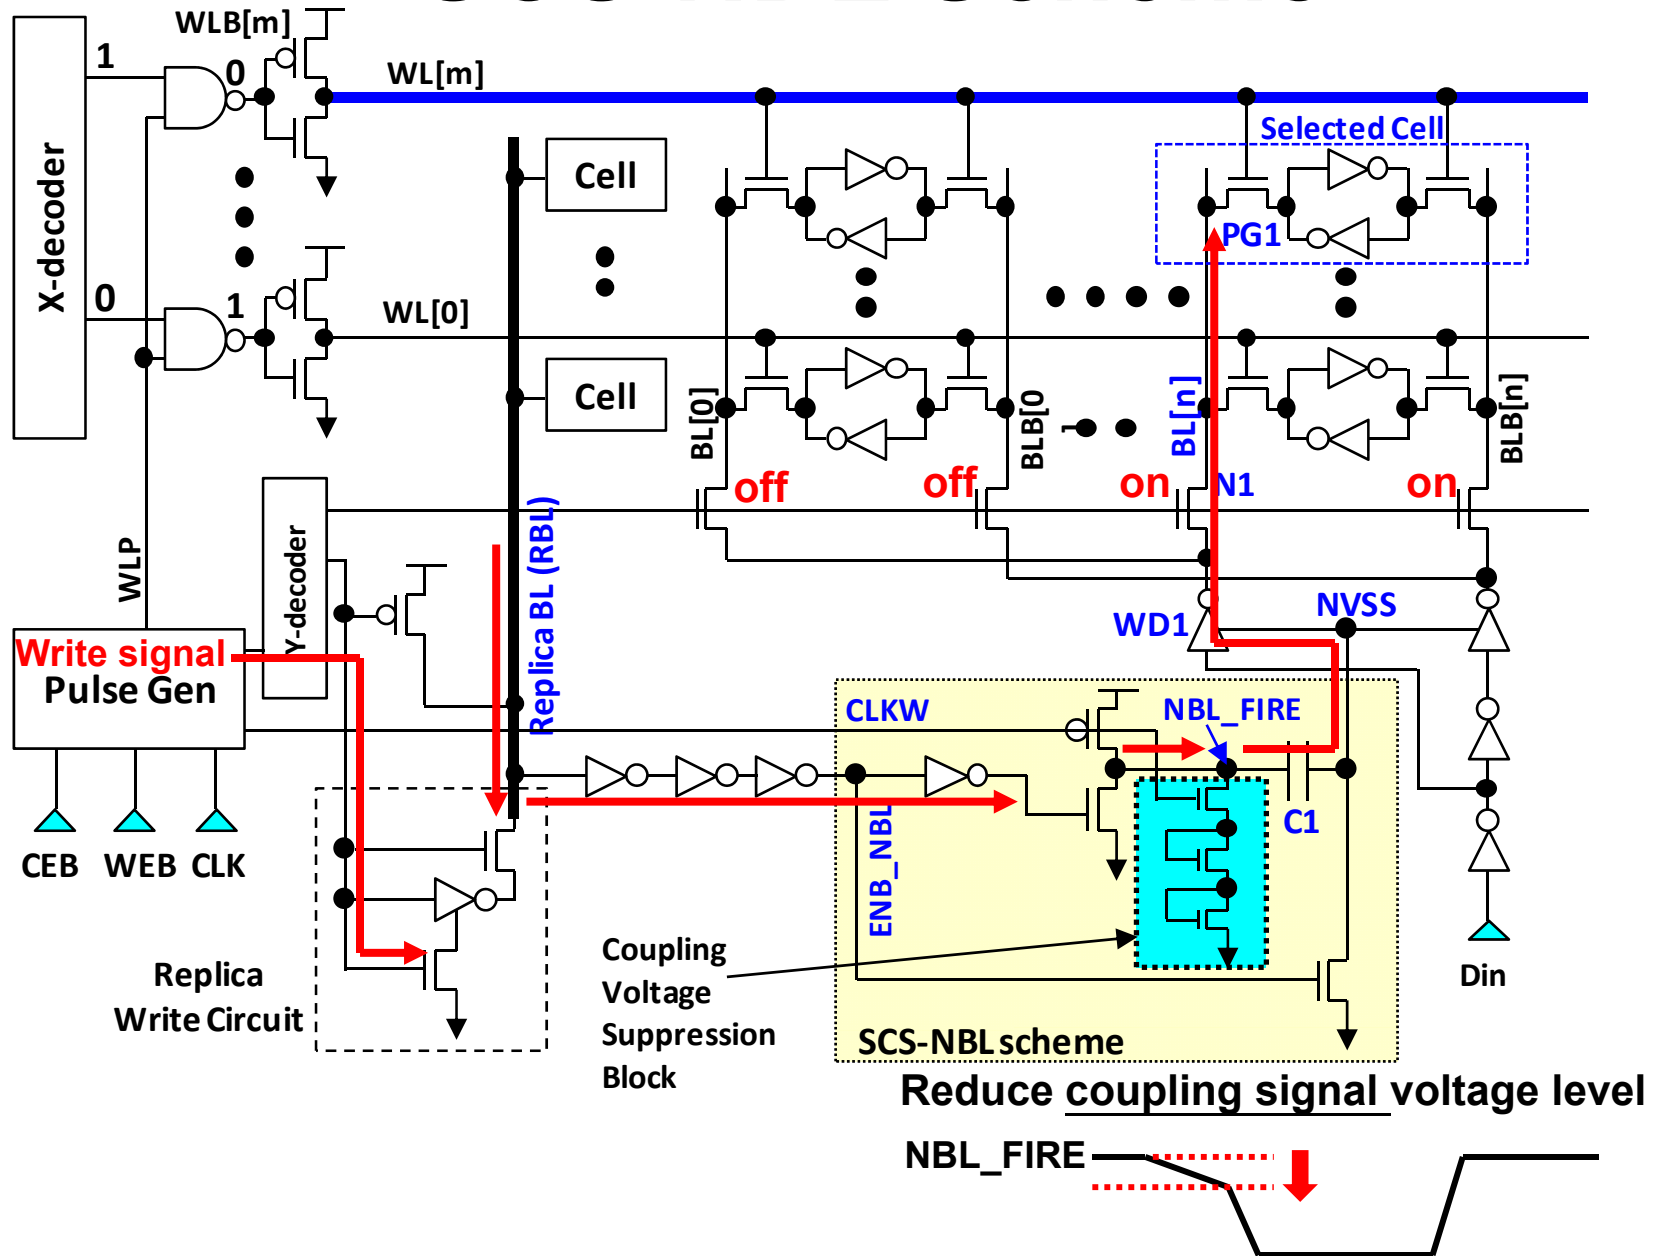 WLB[m]
1
0
WL[m]
Selected Cell
X-decoder
Cell
PG1
0
1
WL[0]
Cell
BL[0]
BLB[0
BL[n]
BLB[n]
off
off
on
N1
on
WLP
Y-decoder
Replica BL (RBL)
WD1
NVSS
Write signal
Pulse Gen
CLKW
NBL_FIRE
C1
CEB
WEB
CLK
ENB_NBL
Replica
Write Circuit
Coupling
Voltage
Suppression
Block
SCS-NBL scheme
Din
Reduce coupling signal voltage level
NBL_FIRE